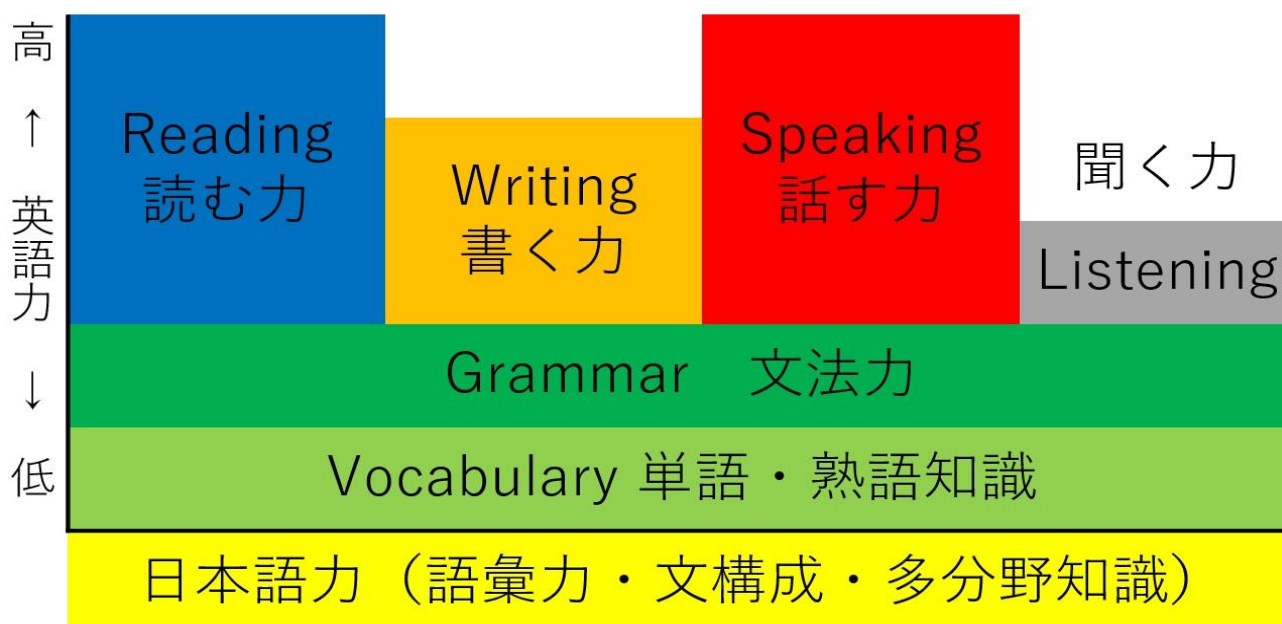 高
↑
英語力
↓
低
Reading
読む力
Writing
書く力
Speaking
話す力
聞く力
Listening
Grammar　文法力
Vocabulary 単語・熟語知識
日本語力（語彙力・文構成・多分野知識）